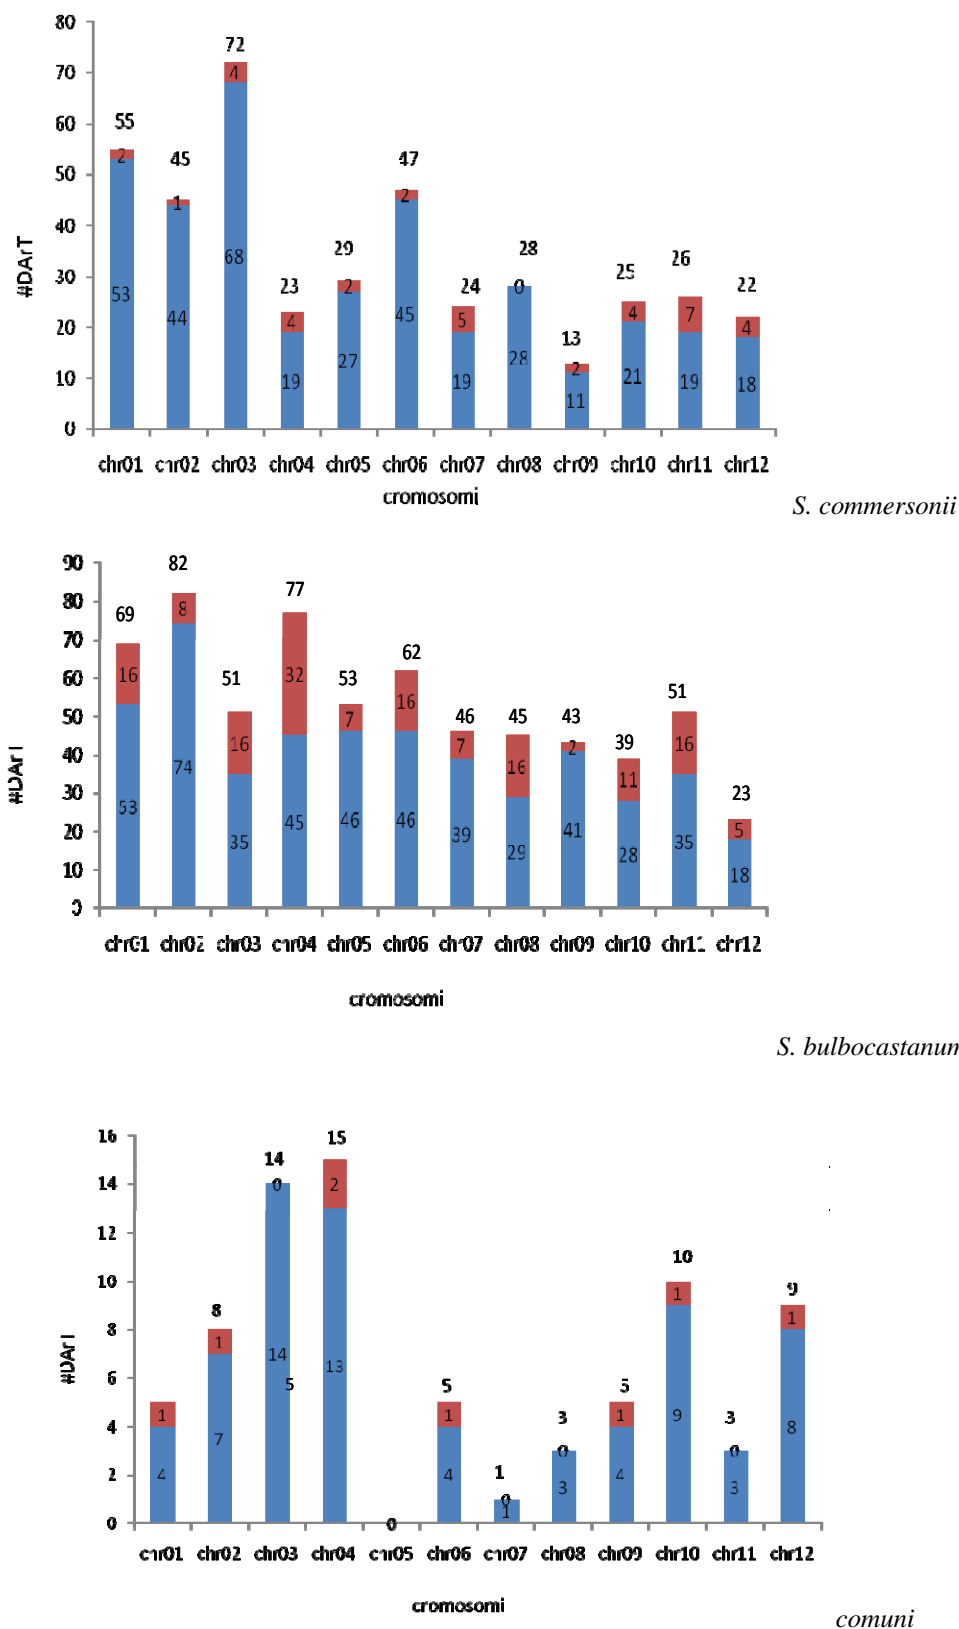 80
70
60
50
40
30
20
10
0
#DArT
55 45 72 23 29 47 24 28 13 25 26 22
2 1 4 4 2 2 5 0 2 4 7 4
53 44 68 19 27 45 19 28 11 21 19 18
chr01 chr02 chr03 chr04 chr05 chr06 chr07 chr08 chr09 chr10 chr11 chr12
cromosomi
S. commersonii
90
80
70
60
50
40
30
20
10
0
#DArT
69 82 51 77 53 62 46 45 43 39 51 23
16 8 16 32 7 16 7 16 2 11 16 5
53 74 35 45 46 46 39 29 41 28 35 18
chr01 chr02 chr03 chr04 chr05 chr06 chr07 chr08 chr09 chr10 chr11 chr12
cromosomi
S. bulbocastanum
16
14
12
10
8
6
4
2
0
#DArT
8 14 15 5 1 3 5 10 3 9
1 1 0 2 0 1 0 0 1 1 0 1
4 7 14 5 13 4 1 3 4 9 3 8
chr01 chr02 chr03 chr04 chr05 chr06 chr07 chr08 chr09 chr10 chr11 chr12
cromosomi
comuni